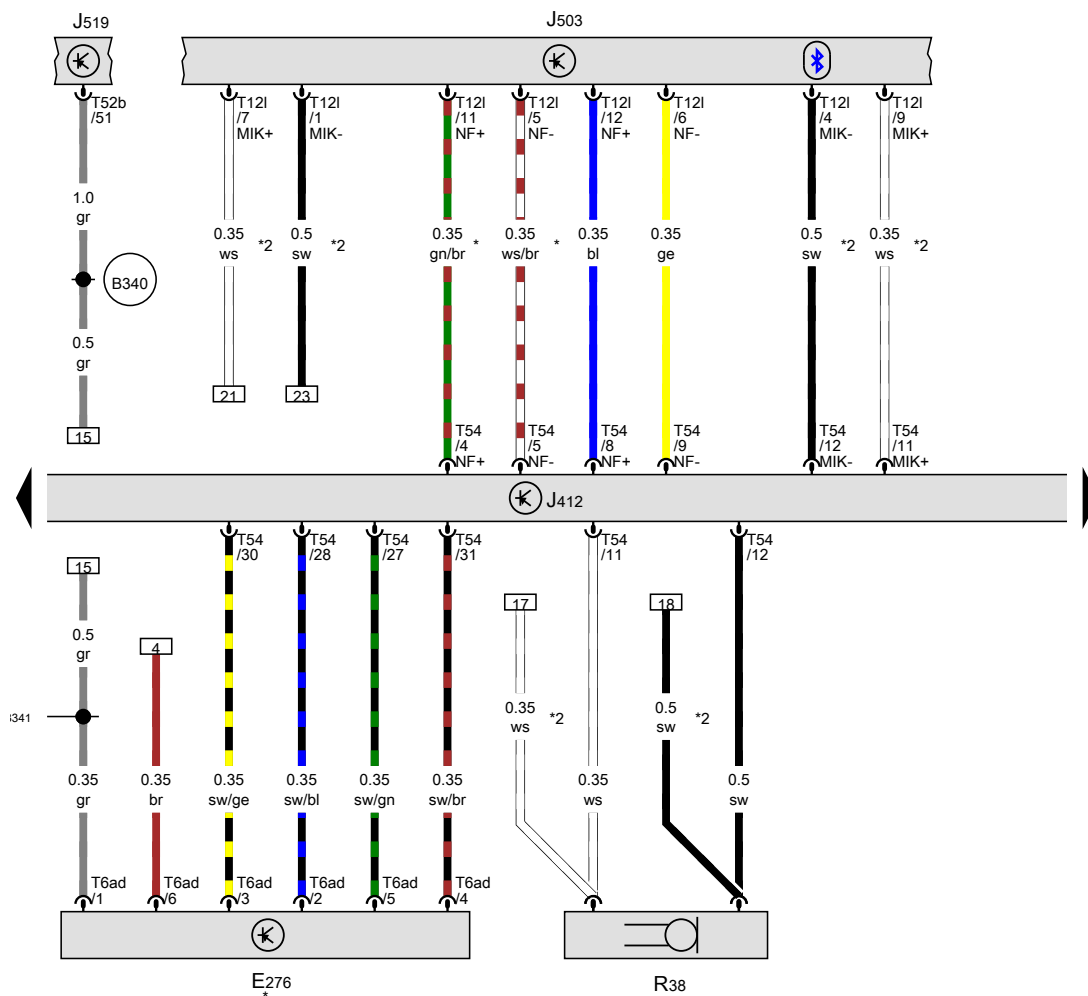 J519
J503
T52b
/51
T12l
/7
MIK+
T12l
/1
MIK-
T12l
/11
NF+
T12l
/5
NF-
T12l
/12
NF+
T12l
/6
NF-
T12l
/4
MIK-
T12l
/9
MIK+
1.0
gr
0.35
ws
*2
0.5
sw
*2
0.35
gn/br
*
0.35
ws/br
*
0.35
bl
0.35
ge
0.5
sw
*2
0.35
ws
*2
B340
0.5
gr
21
23
15
T54
/4
NF+
T54
/5
NF-
T54
/8
NF+
T54
/9
NF-
T54
/12
MIK-
T54
/11
MIK+
J412
T54
/30
T54
/28
T54
/27
T54
/31
T54
/11
T54
/12
15
17
18
0.5
gr
4
341
0.35
ws
*2
0.5
sw
*2
0.35
gr
0.35
br
0.35
sw/ge
0.35
sw/bl
0.35
sw/gn
0.35
sw/br
0.35
ws
0.5
sw
T6ad
/1
T6ad
/6
T6ad
/3
T6ad
/2
T6ad
/5
T6ad
/4
E276
*
R38